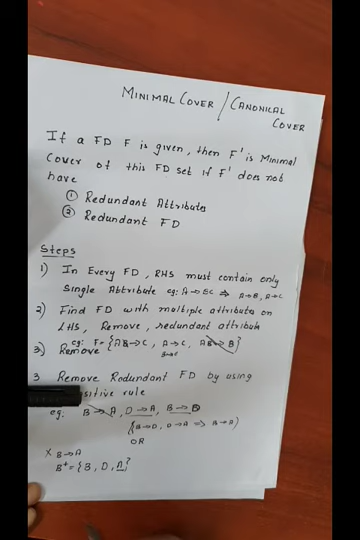 MINIMAL COVER / CANONICAL
COVER
If a FD F is given, then F' is Minimal
Cover of this FD set if F' does not
have
① Redundant Attributes
② Redundant FD
Steps
1) In Every FD, RHS must contain only
Single Attribute eg: A→BC ⇒ A→B, A→C
2) Find FD with multiple attributes on
LHS, Remove, redundant attribute
eg: F = {AB→C, A→C, AB→B}
B→C
3) Remove
3 Remove Redundant FD by using
sitive rule
eg: B→A, D→A, B→D
(B→D, D→A ⇒ B→A)
OR
X B→A
B+ = {B, D, A}